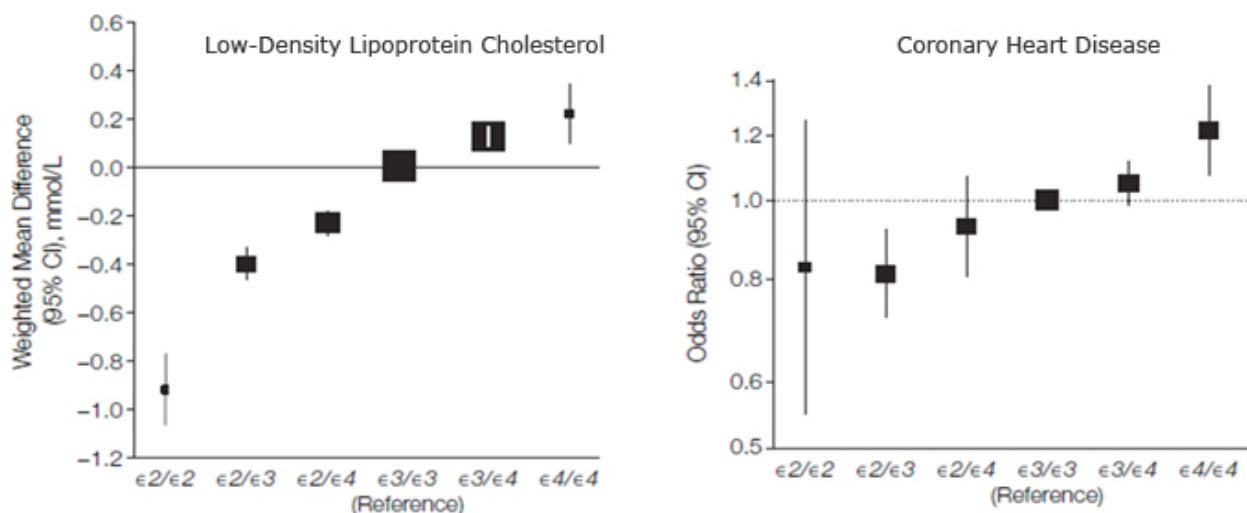 Low-Density Lipoprotein Cholesterol
Weighted Mean Difference
(95% CI), mmol/L
0.6
0.4
0.2
0.0
−0.2
−0.4
−0.6
−0.8
−1.0
−1.2
ϵ2/ϵ2 ϵ2/ϵ3 ϵ2/ϵ4 ϵ3/ϵ3 ϵ3/ϵ4 ϵ4/ϵ4
(Reference)
Coronary Heart Disease
Odds Ratio (95% CI)
1.4
1.2
1.0
0.8
0.6
0.5
ϵ2/ϵ2 ϵ2/ϵ3 ϵ2/ϵ4 ϵ3/ϵ3 ϵ3/ϵ4 ϵ4/ϵ4
(Reference)